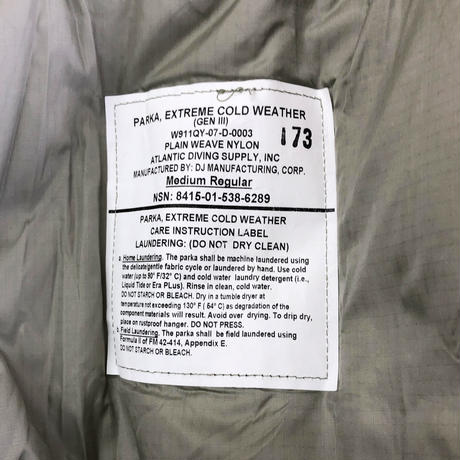 PARKA, EXTREME COLD WEATHER
(GEN III)
W911QY-07-D-0003
173
PLAIN WEAVE NYLON
ATLANTIC DIVING SUPPLY, INC
MANUFACTURED BY: DJ MANUFACTURING, CORP.
Medium Regular
NSN: 8415-01-538-6289
PARKA, EXTREME COLD WEATHER
CARE INSTRUCTION LABEL
LAUNDERING: (DO NOT DRY CLEAN)
a. Home Laundering. The parka shall be machine laundered using
the delicate/gentle fabric cycle or laundered by hand. Use cold
water (up to 90° F/32° C) and cold water laundry detergent (i.e.,
Liquid Tide or Era PLus). Rinse in clean, cold water.
DO NOT STARCH OR BLEACH. Dry in a tumble dryer at
temperature not exceeding 130° F ( 64° C) as degradation of the
component materials will result. Avoid over drying. To drip dry,
place on rustproof hanger. DO NOT PRESS.
b. Field Laundering. The parka shall be field laundered using
Formula II of FM 42-414, Appendix E.
DO NOT STARCH OR BLEACH.